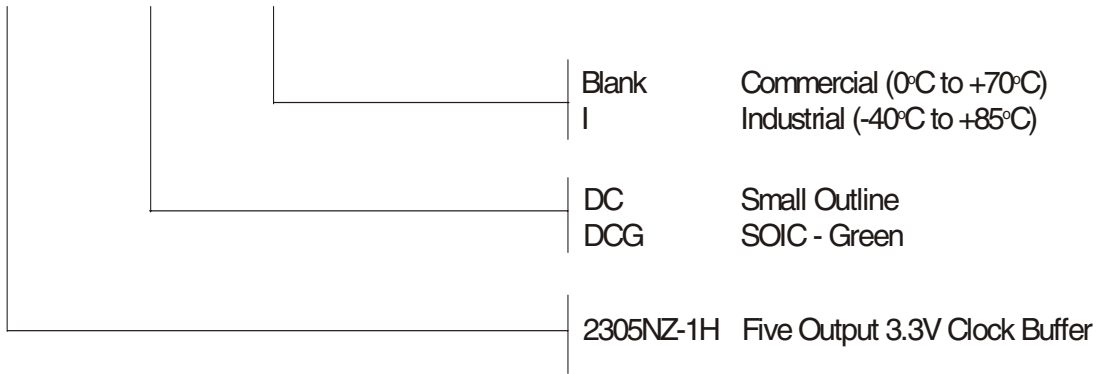 Blank Commercial (0°C to +70°C)
I Industrial (-40°C to +85°C)
DC Small Outline
DCG SOIC - Green
2305NZ-1H Five Output 3.3V Clock Buffer